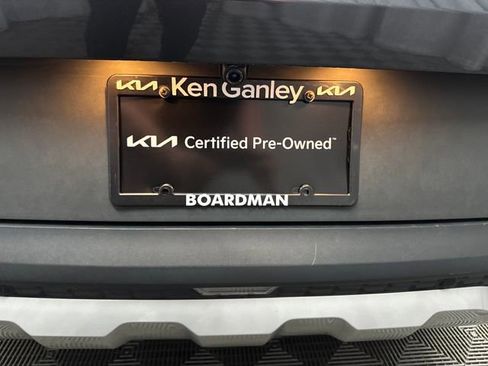 KIA Ken Ganley KIA
KIA Certified Pre-Owned™
BOARDMAN